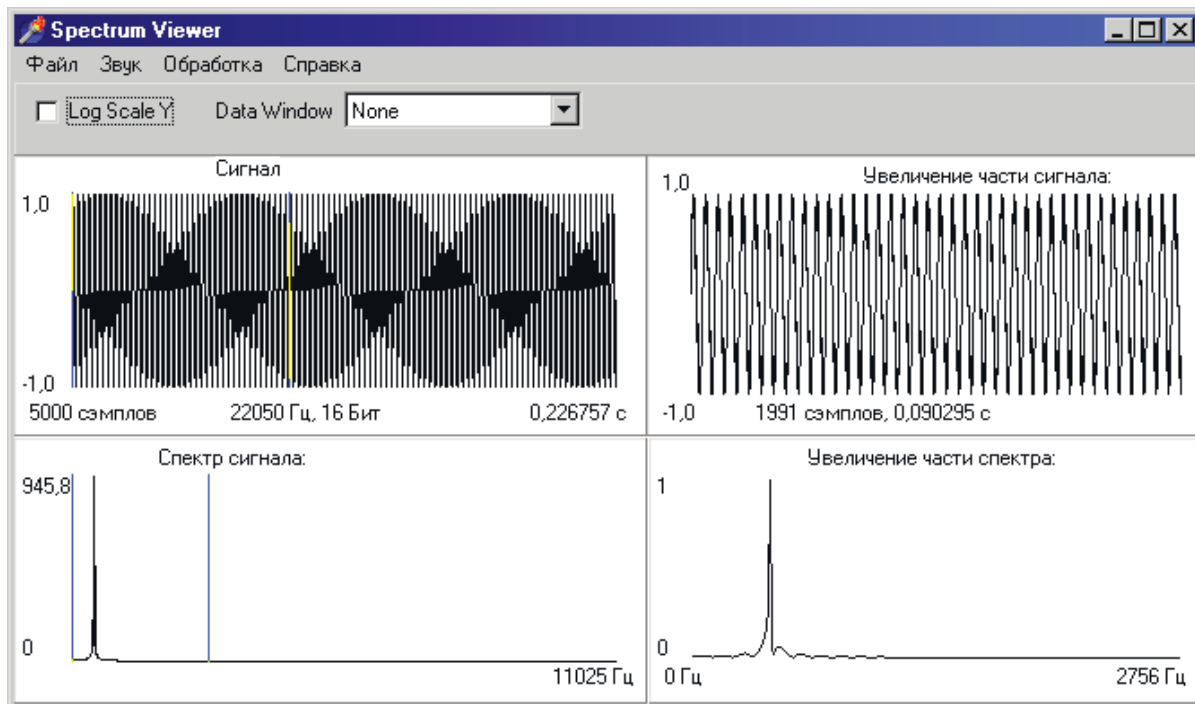 Spectrum Viewer
Файл Звук Обработка Справка
Log Scale Y Data Window None
Сигнал
1,0
-1,0
5000 сэмплов 22050 Гц, 16 Бит 0,226757 с
Увеличение части сигнала:
1,0
-1,0 1991 сэмплов, 0,090295 с
Спектр сигнала:
945,8
0
11025 Гц
Увеличение части спектра:
1
0
0 Гц 2756 Гц